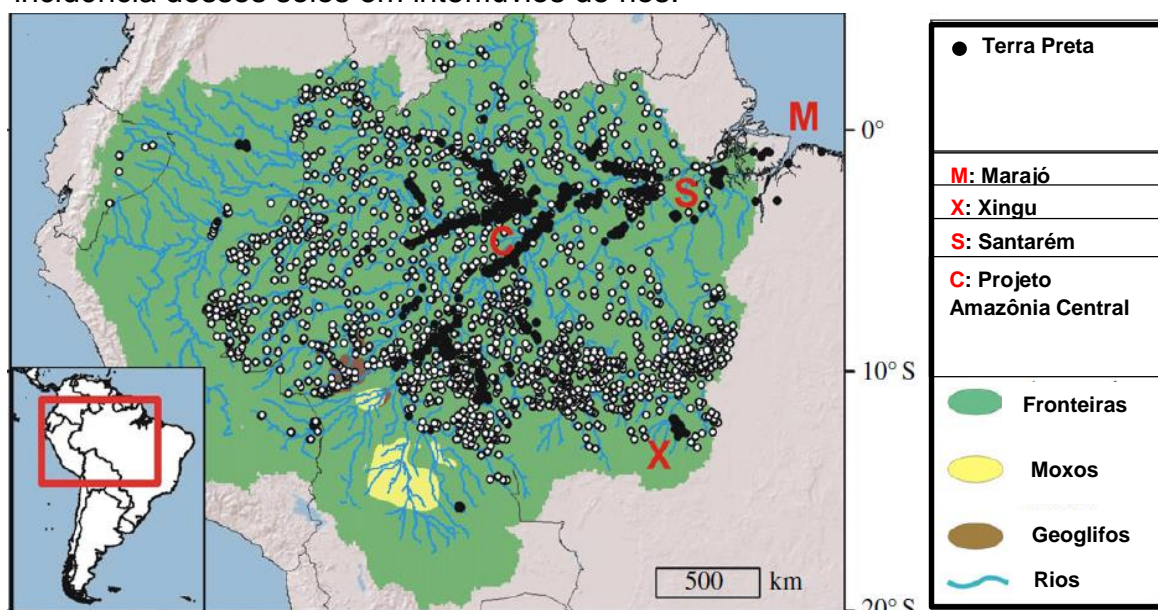 incidência desses solos em interflúvios de rios.
Terra Preta
M: Marajó
X: Xingu
S: Santarém
C: Projeto
Amazônia Central
Fronteiras
Moxos
Geoglifos
Rios
M
0°
S
C
10° S
X
500 km
20° S